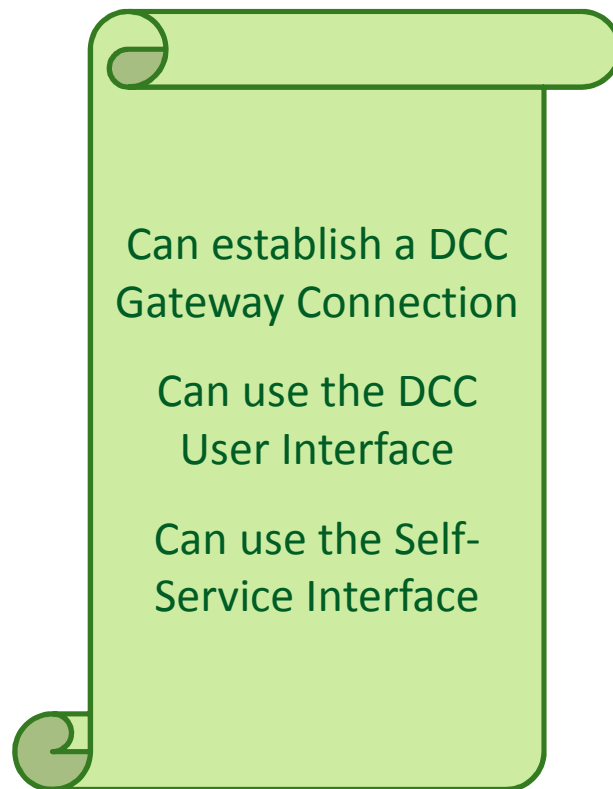 Can establish a DCC
Gateway Connection
Can use the DCC
User Interface
Can use the Self-
Service Interface